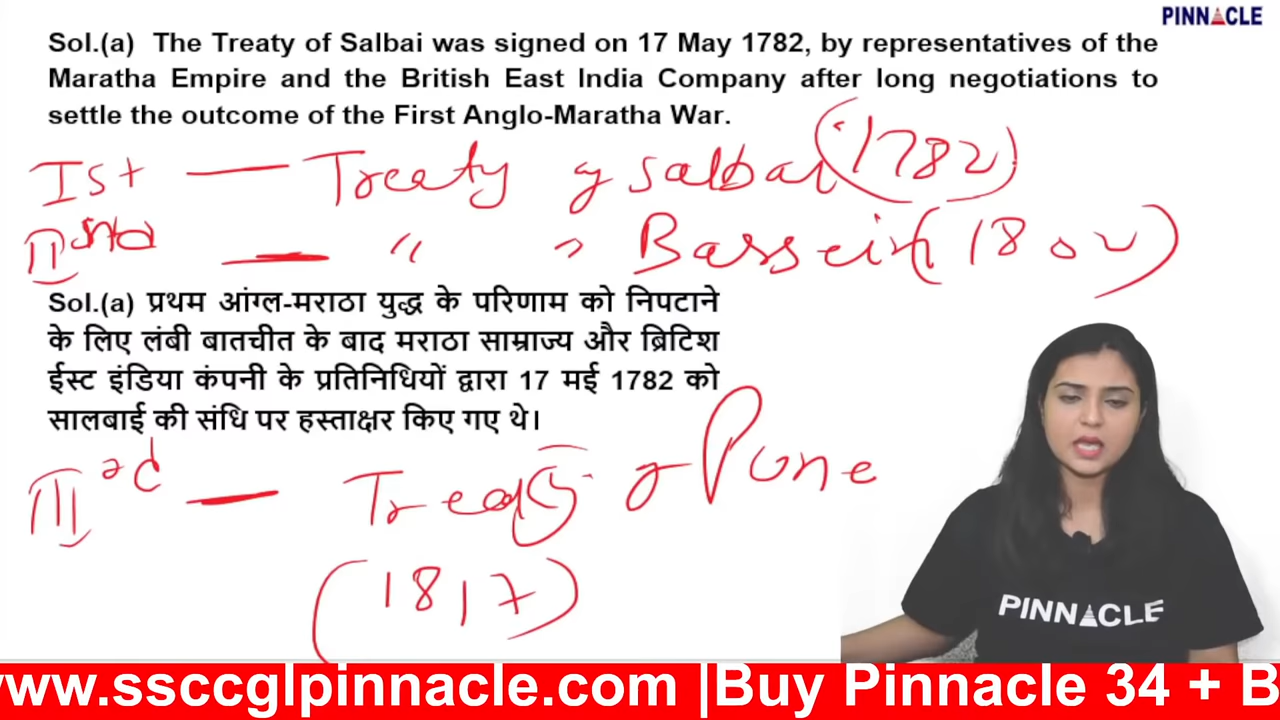 PINNACLE
Sol.(a) The Treaty of Salbai was signed on 17 May 1782, by representatives of the
Maratha Empire and the British East India Company after long negotiations to
settle the outcome of the First Anglo-Maratha War.
Ist — Treaty of Salbai (1782)
II — " " Bassein (1802)
Sol.(a) प्रथम आंग्ल-मराठा युद्ध के परिणाम को निपटाने
के लिए लंबी बातचीत के बाद मराठा साम्राज्य और ब्रिटिश
ईस्ट इंडिया कंपनी के प्रतिनिधियों द्वारा 17 मई 1782 को
सालबाई की संधि पर हस्ताक्षर किए गए थे।
IIIrd — Treaty of Pune
(1817)
PINNACLE
www.ssccglpinnacle.com |Buy Pinnacle 34 + B